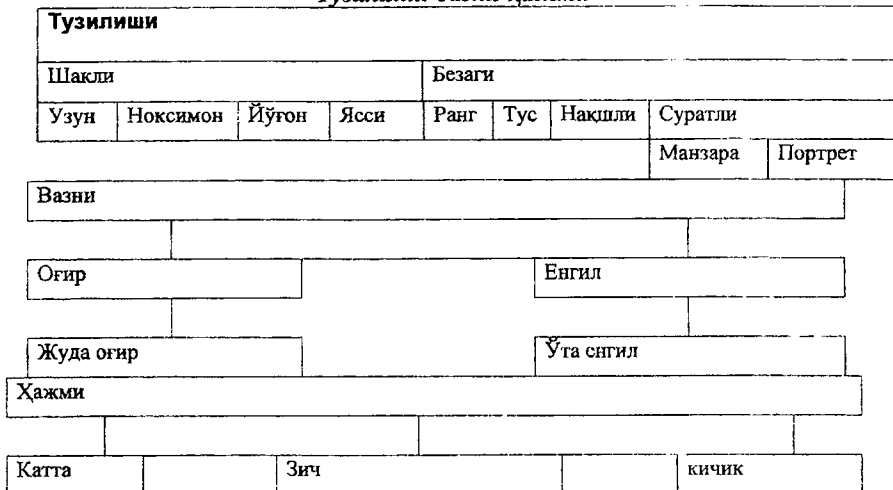 Тузилиши
Шакли Безаги
Узун Ноксимон Йўғон Ясси Ранг Тус Нақшли Суратли
Манзара Портрет
Вазни
Оғир Енгил
Жуда оғир Ўта снгил
Ҳажми
Катта Зич кичик